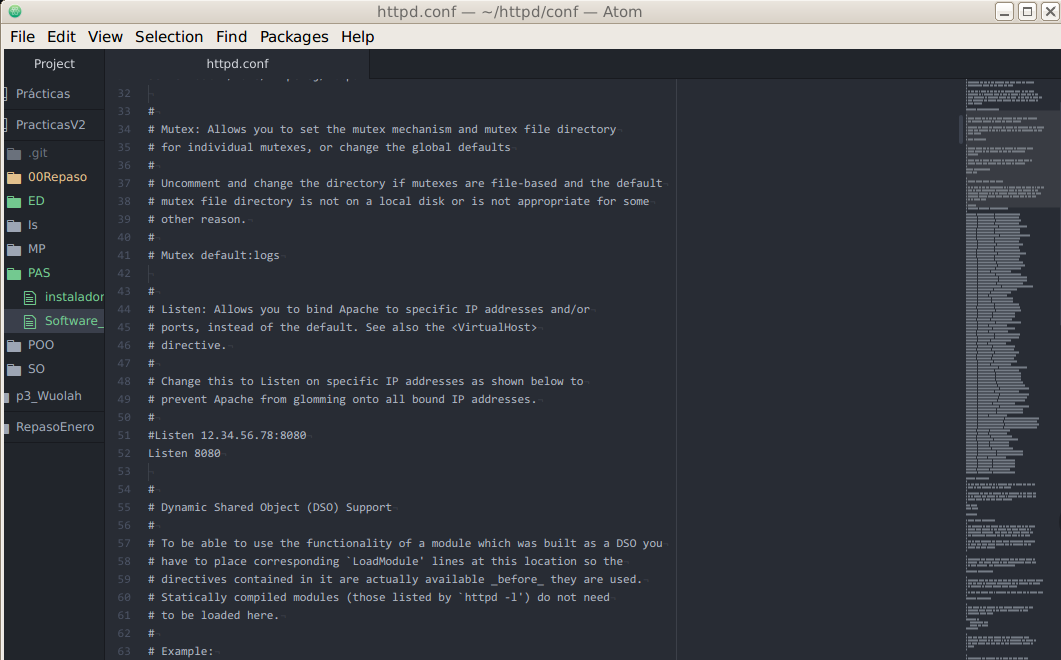 httpd.conf — ~/httpd/conf — Atom
File Edit View Selection Find Packages Help
Project
Prácticas
PracticasV2
.git
00Repaso
ED
Is
MP
PAS
instalador
Software_
POO
SO
p3_Wuolah
RepasoEnero
httpd.conf
32
33 #
34 # Mutex: Allows you to set the mutex mechanism and mutex file directory
35 # for individual mutexes, or change the global defaults
36 #
37 # Uncomment and change the directory if mutexes are file-based and the default
38 # mutex file directory is not on a local disk or is not appropriate for some
39 # other reason.
40 #
41 # Mutex default:logs
42
43 #
44 # Listen: Allows you to bind Apache to specific IP addresses and/or
45 # ports, instead of the default. See also the <VirtualHost>
46 # directive.
47 #
48 # Change this to Listen on specific IP addresses as shown below to
49 # prevent Apache from glomming onto all bound IP addresses.
50 #
51 #Listen 12.34.56.78:8080
52 Listen 8080
53
54 #
55 # Dynamic Shared Object (DSO) Support
56 #
57 # To be able to use the functionality of a module which was built as a DSO you
58 # have to place corresponding `LoadModule' lines at this location so the
59 # directives contained in it are actually available _before_ they are used.
60 # Statically compiled modules (those listed by `httpd -l') do not need
61 # to be loaded here.
62 #
63 # Example: